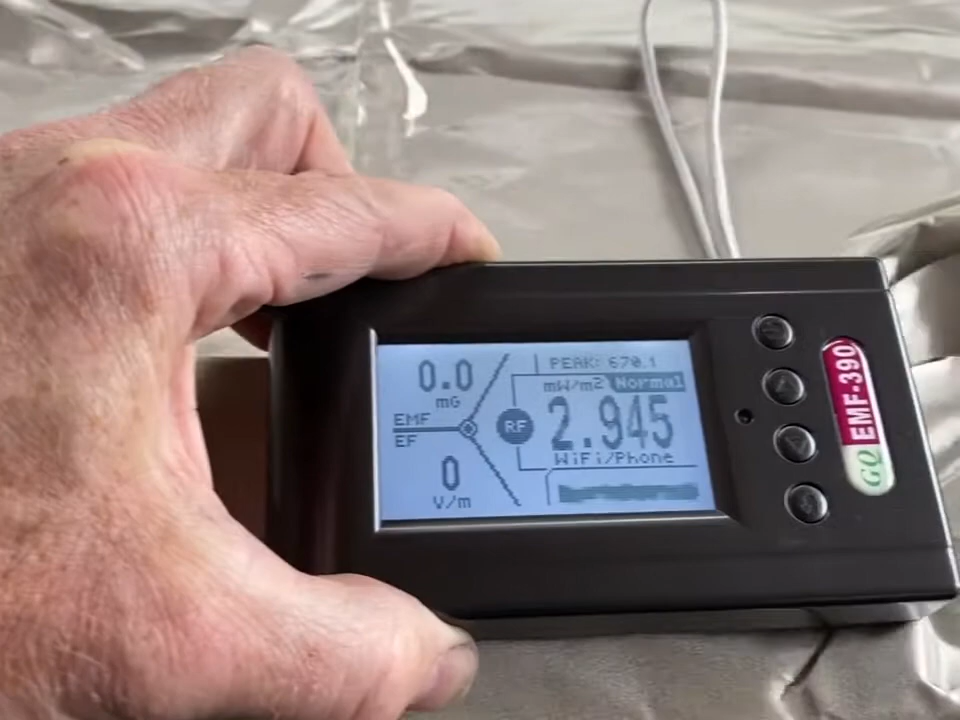 0.0
mG
EMF
EF
0
V/m
PEAK: 670.1
mW/m² Normal
RF
2.945
WiFi/Phone
GQ EMF-390